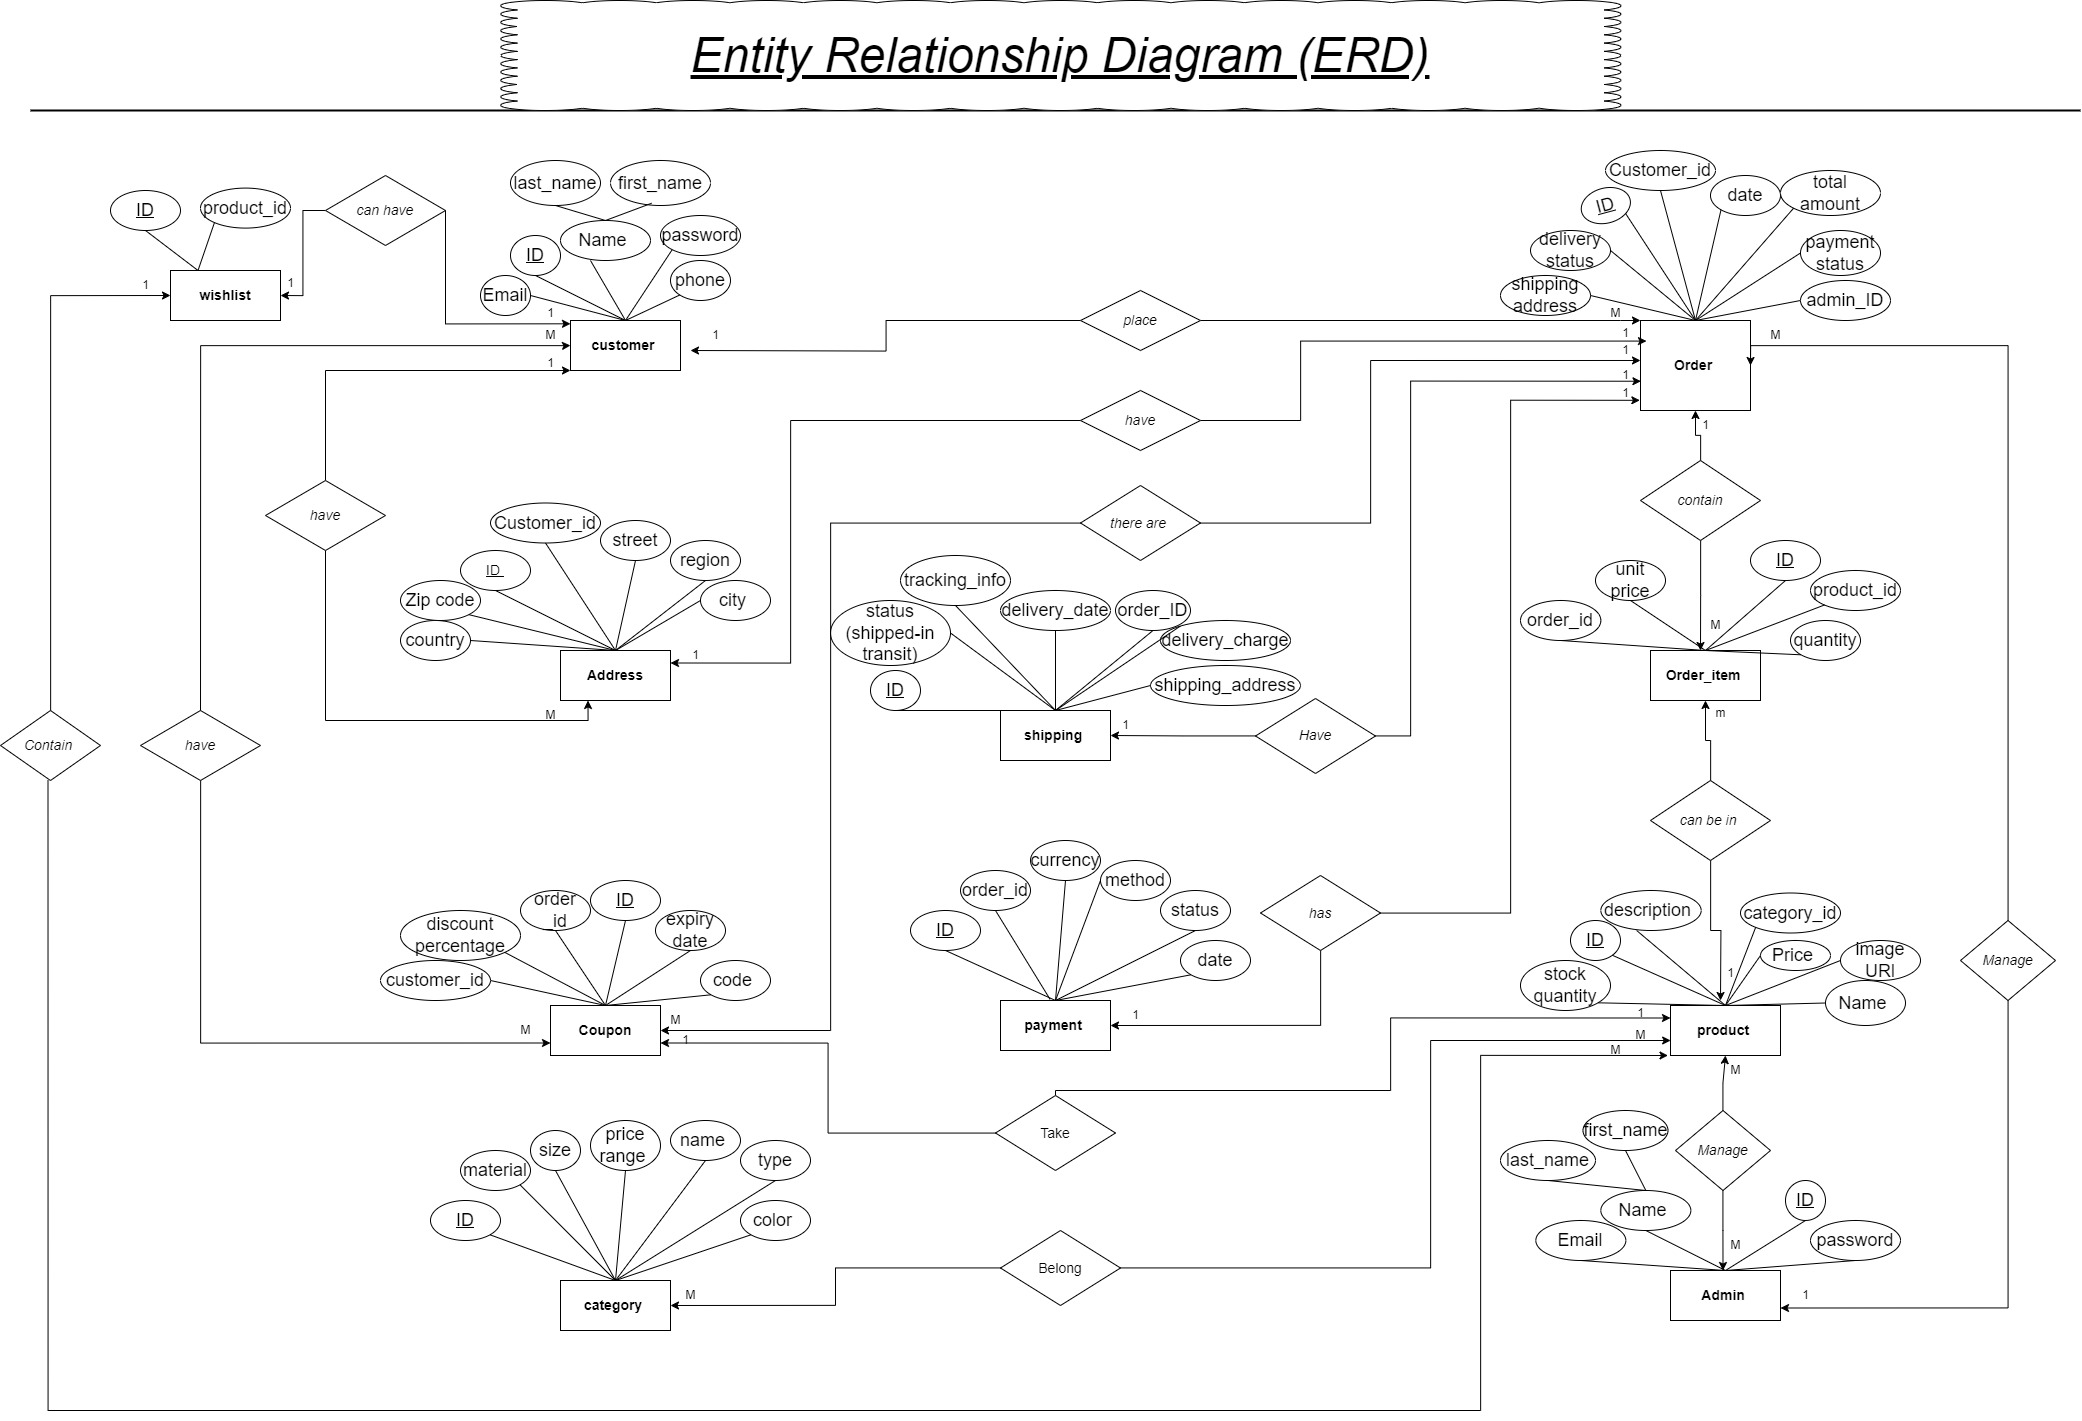 Entity Relationship Diagram (ERD)
ID
product_id
can have
wishlist
1
1
last_name
first_name
Name
password
ID
phone
Email
customer
1
M
1
1
place
Customer_id
date
total
amount
ID
delivery
status
payment
status
shipping
address
admin_ID
Order
M
1
1
1
1
M
have
there are
contain
1
have
Customer_id
street
region
ID
city
Zip code
country
Address
1
M
tracking_info
delivery_date
order_ID
status
(shipped-in
transit)
delivery_charge
shipping_address
ID
shipping
1
Have
unit
price
ID
product_id
order_id
quantity
M
Order_item
m
Contain
have
can be in
order
id
ID
expiry
date
discount
percentage
customer_id
code
Coupon
M
M
1
currency
order_id
method
ID
status
date
payment
1
has
description
category_id
ID
Price
image
URI
stock
quantity
Name
1
product
1
M
M
M
Manage
Take
size
price
range
name
material
type
ID
color
category
M
Belong
first_name
last_name
Manage
Name
ID
Email
password
M
Admin
1